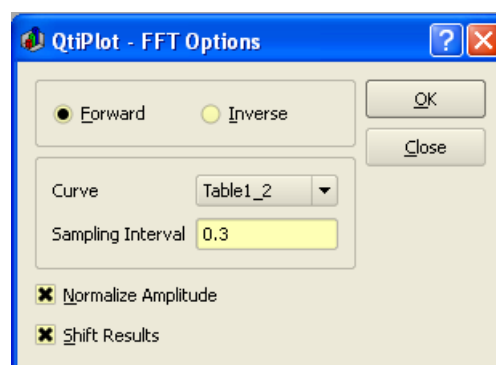 QtiPlot - FFT Options
?
Forward Inverse OK
Close
Curve Table1_2
Sampling Interval 0.3
Normalize Amplitude
Shift Results